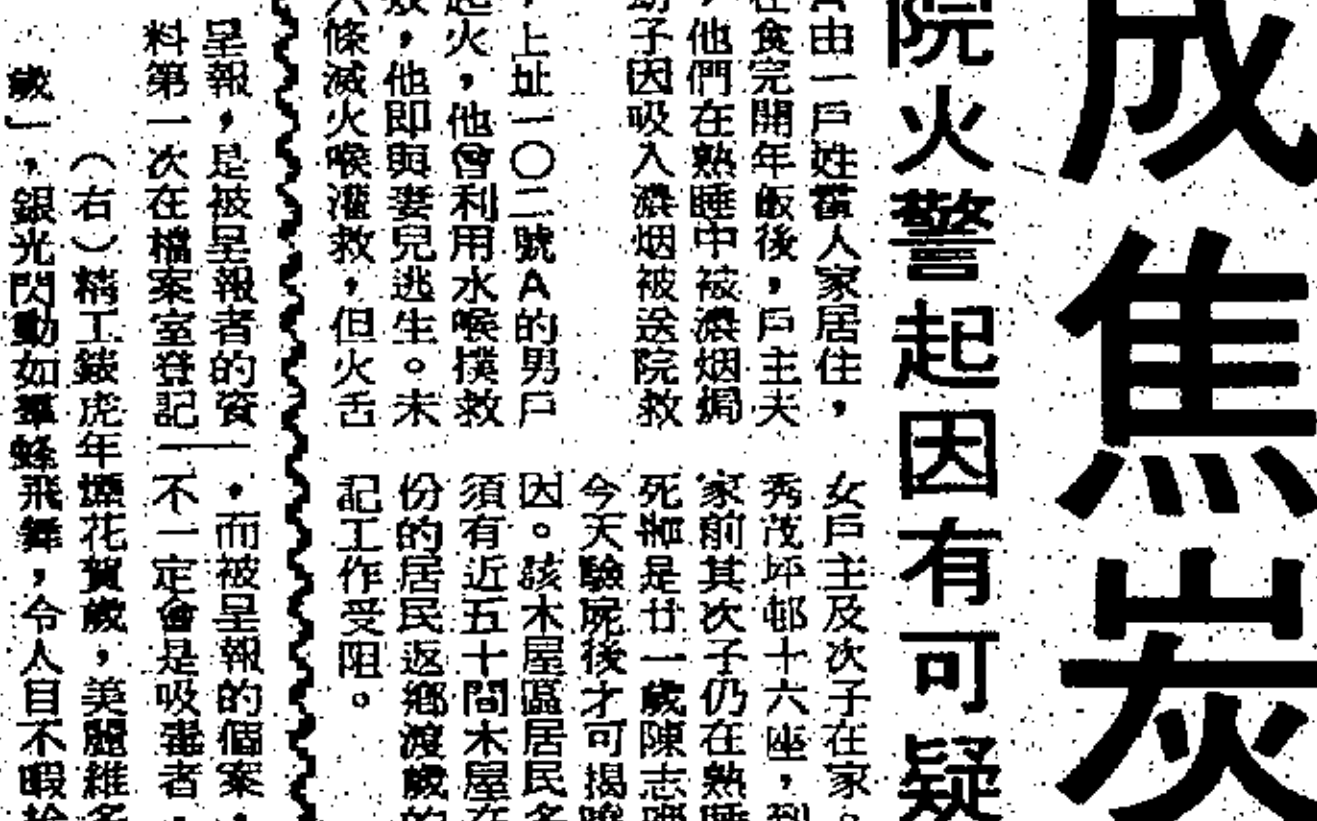 成焦炭
院火警起因有可疑
A由一戶姓霍人家居住，
在食完開年飯後，戶主夫
，他們在熟睡中被濃烟焗
幼子因吸入濃烟被送院救
，上址一〇二號A的男戶
起火，他曾利用水喉撲救
，他即與妻兒逃生。未
條滅火喉灌救，但火舌
女戶主及次子在家。
秀茂坪邨十六座，到
家前其次子仍在熟睡
死者是廿一歲陳志
今天驗屍後才可揭曉
因。該木屋區居民多
須有近五十間木屋在
份的居民返鄉渡歲的
記工作受阻。
呈報，是被呈報者的資
料第一次在檔案室登記
，而被呈報的個案，
不一定會是吸毒者，
（右）精工錶虎年煙花賀歲，美麗維多
歲」，銀光閃動如羣蜂飛舞，令人目不暇給